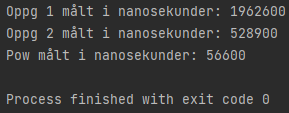 Oppg 1 målt i nanosekunder: 1962600
Oppg 2 målt i nanosekunder: 528900
Pow målt i nanosekunder: 56600
Process finished with exit code 0